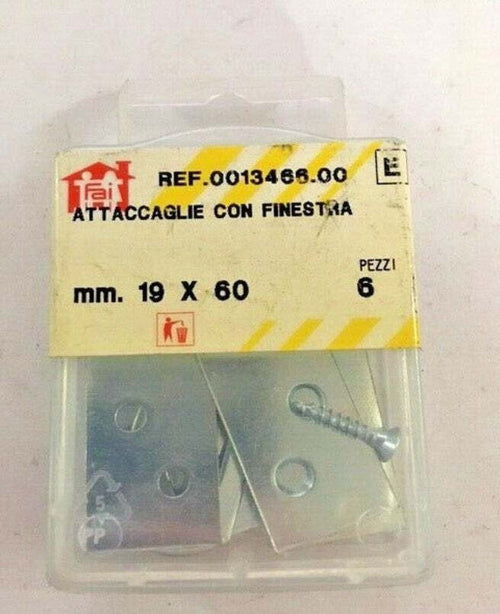 Fai
REF.0013466.00
E
ATTACCAGLIE CON FINESTRA
PEZZI
mm. 19 X 60
6
5
PP